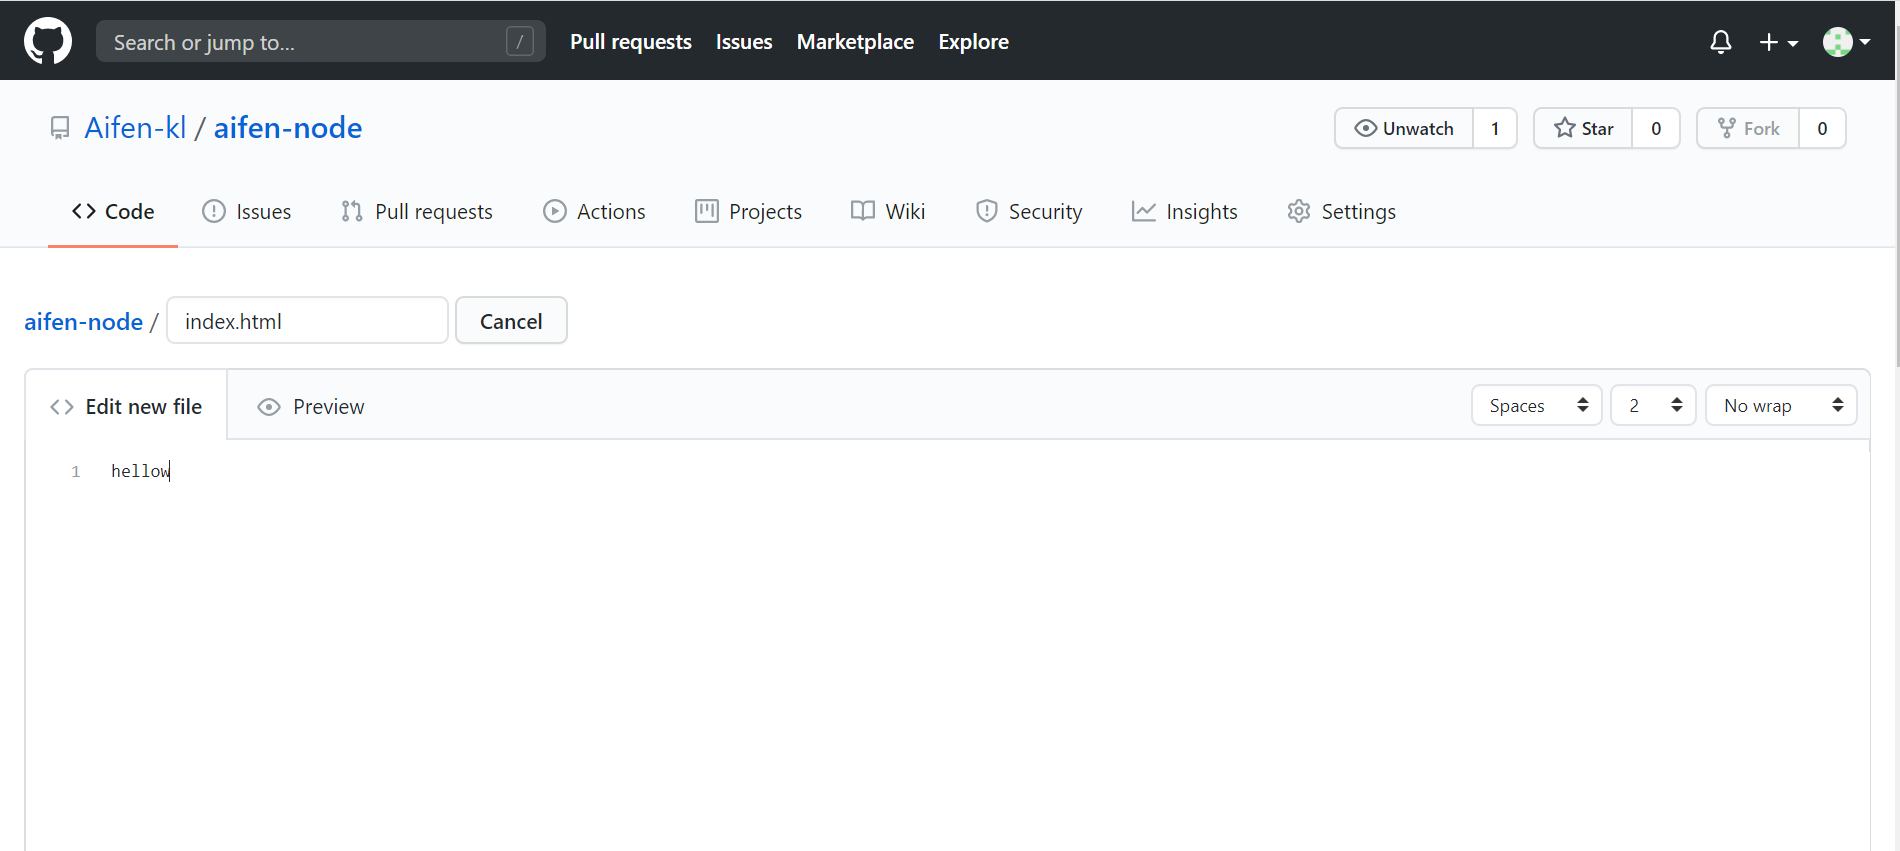 Search or jump to... / Pull requests Issues Marketplace Explore
Aifen-kl / aifen-node Unwatch 1 Star 0 Fork 0
Code Issues Pull requests Actions Projects Wiki Security Insights Settings
aifen-node / index.html Cancel
Edit new file Preview Spaces 2 No wrap
1 hellow